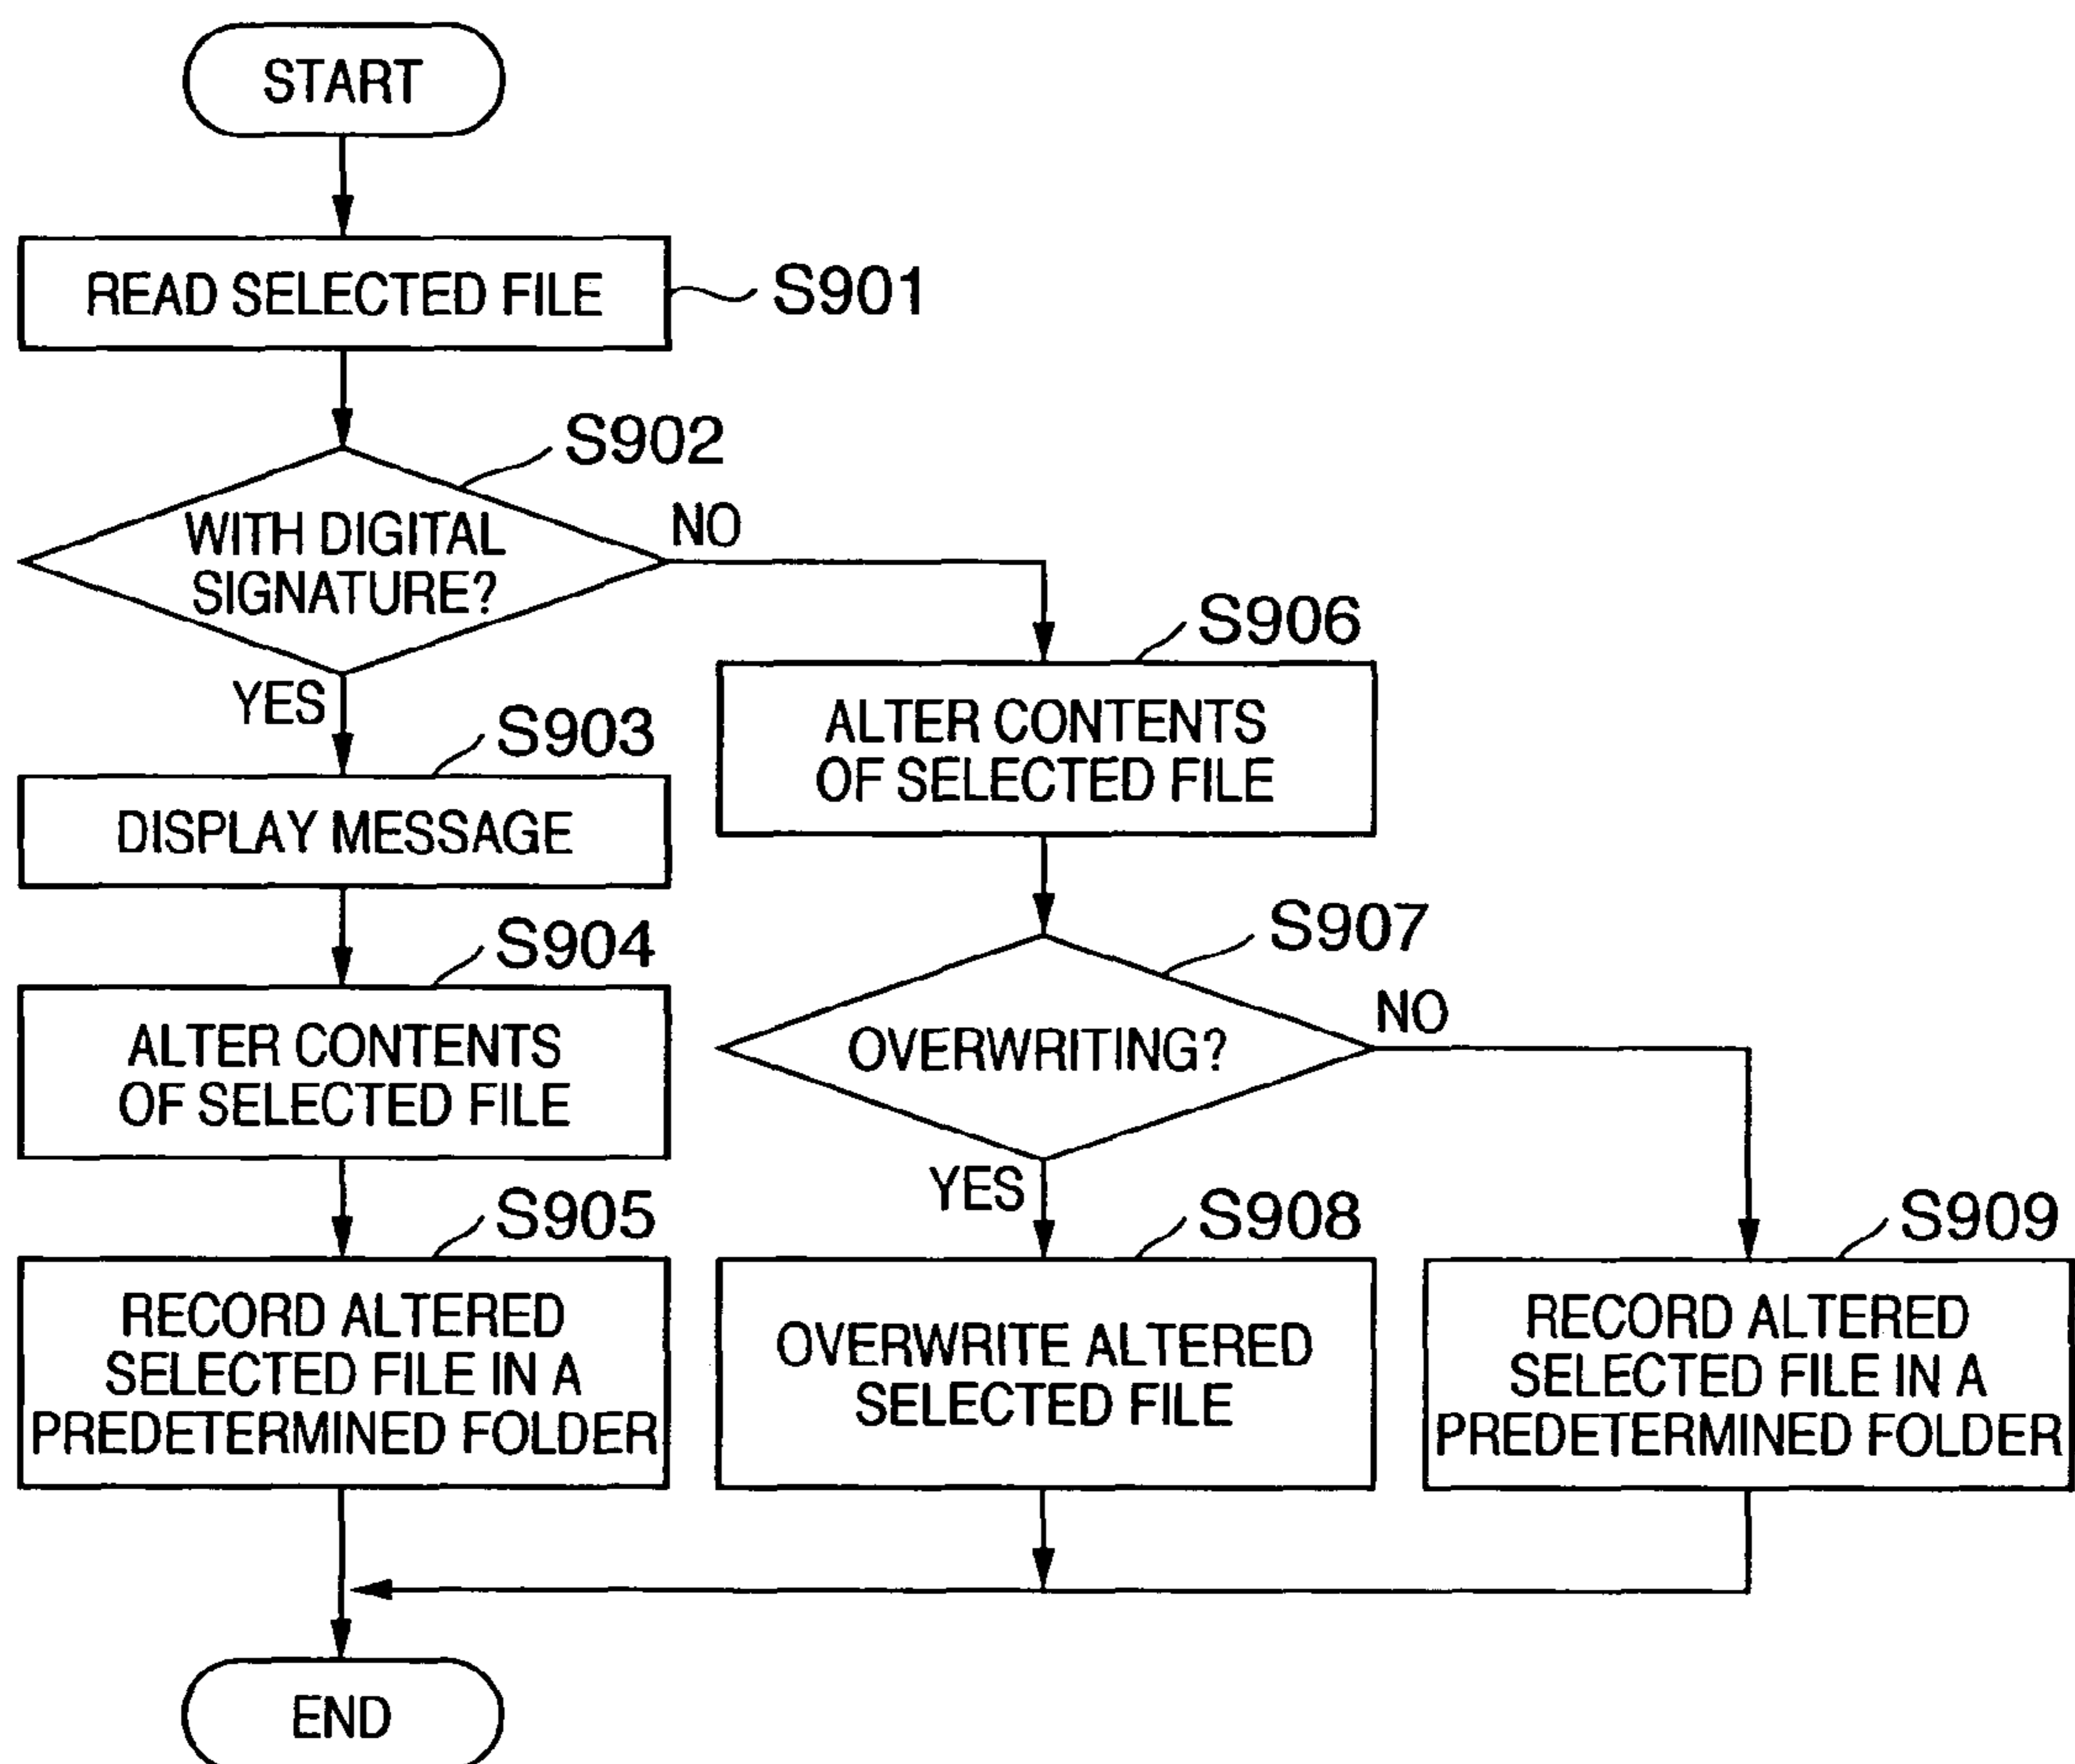 START
READ SELECTED FILE
S901
S902
WITH DIGITAL
SIGNATURE?
NO
YES
S903
DISPLAY MESSAGE
S904
ALTER CONTENTS
OF SELECTED FILE
S905
RECORD ALTERED
SELECTED FILE IN A
PREDETERMINED FOLDER
S906
ALTER CONTENTS
OF SELECTED FILE
S907
OVERWRITING?
NO
YES
S908
OVERWRITE ALTERED
SELECTED FILE
S909
RECORD ALTERED
SELECTED FILE IN A
PREDETERMINED FOLDER
END